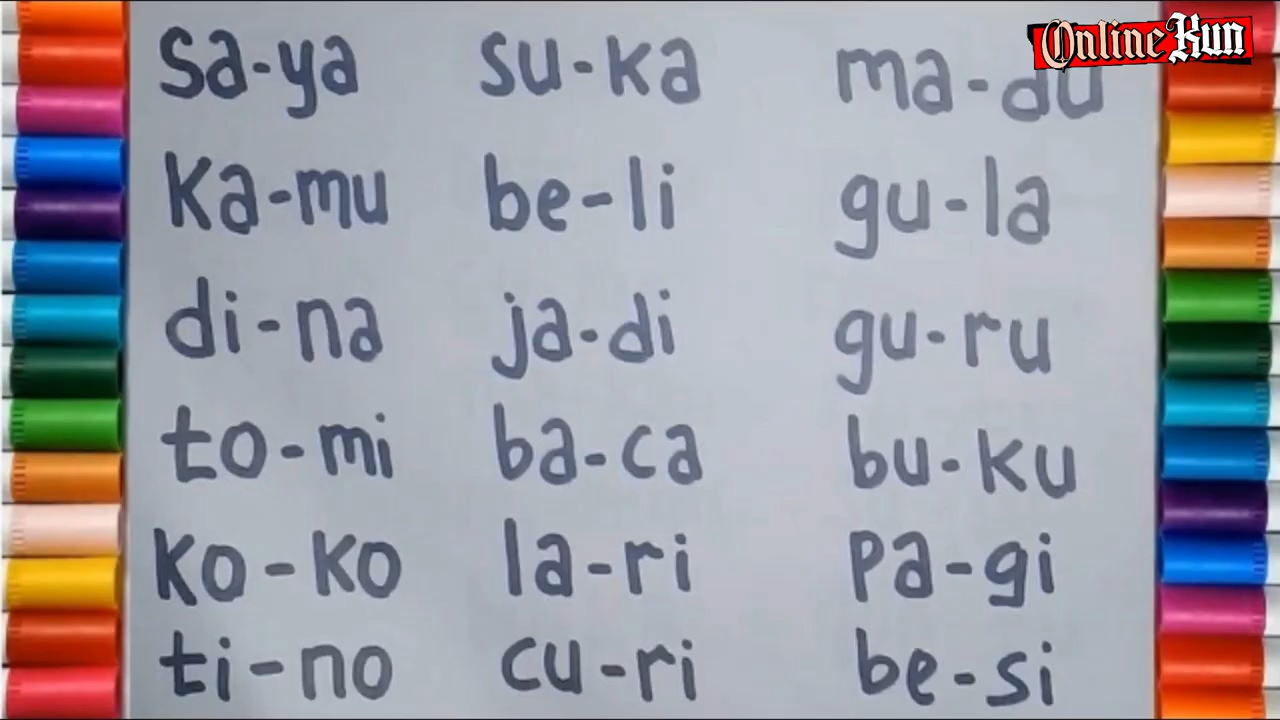 Online Kun
sa-ya su-ka ma-du
ka-mu be-li gu-la
di-na ja-di gu-ru
to-mi ba-ca bu-ku
ko-ko la-ri pa-gi
ti-no cu-ri be-si